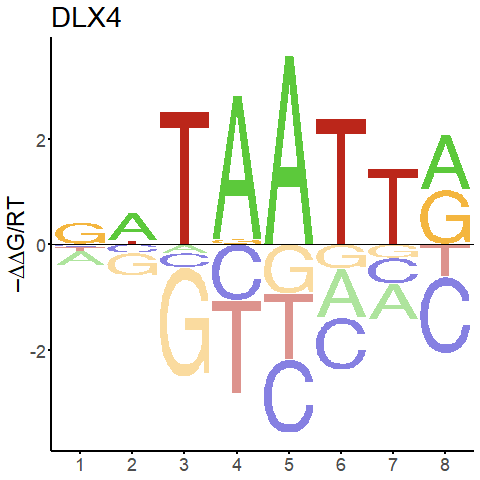 DLX4
−ΔΔG/RT
2
0
-2
G A T A A T T A
G
A C G A C G T C G T C G A C G C A T C
1 2 3 4 5 6 7 8